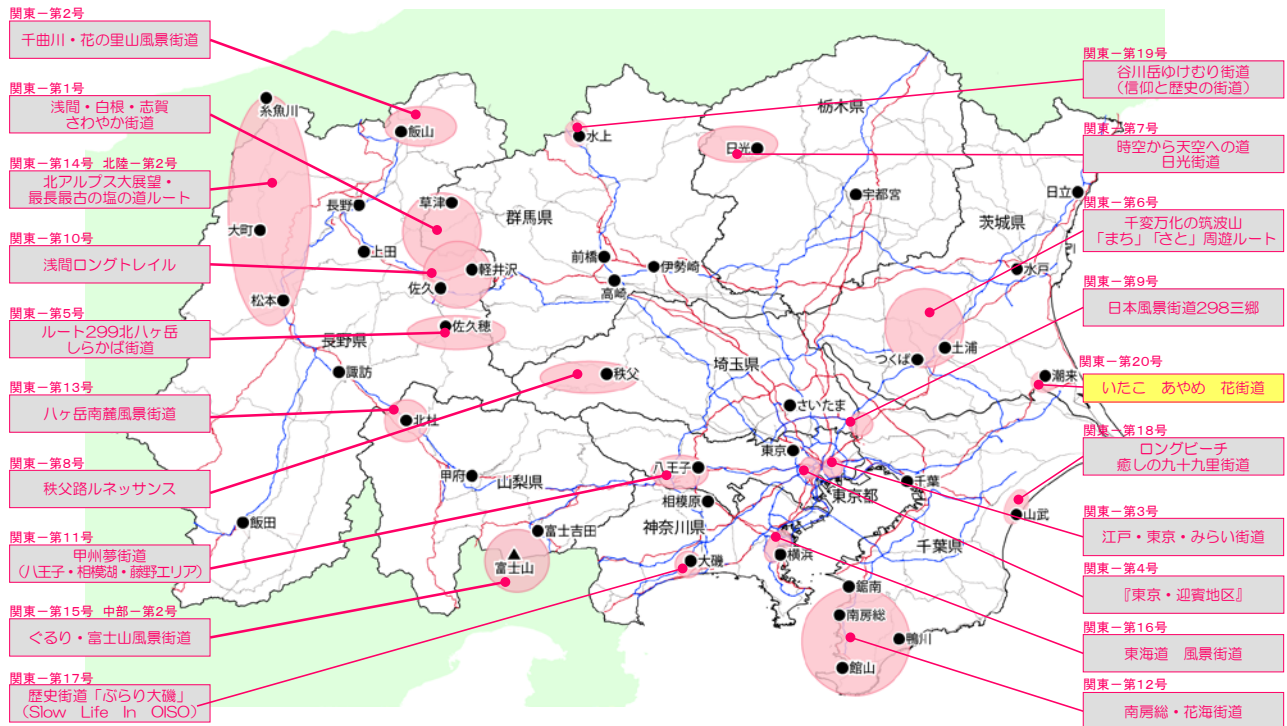 関東－第2号
千曲川・花の里山風景街道
関東－第1号
浅間・白根・志賀
さわやか街道
関東－第14号 北陸－第2号
北アルプス大展望・
最長最古の塩の道ルート
関東－第10号
浅間ロングトレイル
関東－第5号
ルート299北八ヶ岳
しらかば街道
関東－第13号
八ヶ岳南麓風景街道
関東－第8号
秩父路ルネッサンス
関東－第11号
甲州夢街道
（八王子・相模湖・藤野エリア）
関東－第15号 中部－第2号
ぐるり・富士山風景街道
関東－第17号
歴史街道「ぶらり大磯」
（Slow Life In OISO）
糸魚川
飯山
水上
栃木県
日光
日立
宇都宮
長野
草津
群馬県
茨城県
大町
上田
前橋
伊勢崎
軽井沢
水戸
佐久
高崎
松本
佐久穂
長野県
土浦
つくば
埼玉県
諏訪
秩父
潮来
さいたま
北杜
東京
八王子
甲府
山梨県
千葉
東京都
相模原
山武
飯田
富士吉田
神奈川県
千葉県
横浜
富士山
大磯
鋸南
南房総
鴨川
館山
関東－第19号
谷川岳ゆけむり街道
（信仰と歴史の街道）
関東－第7号
時空から天空への道
日光街道
関東－第6号
千変万化の筑波山
「まち」「さと」周遊ルート
関東－第9号
日本風景街道298三郷
関東－第20号
いたこ　あやめ　花街道
関東－第18号
ロングビーチ
癒しの九十九里街道
関東－第3号
江戸・東京・みらい街道
関東－第4号
『東京・迎賓地区』
関東－第16号
東海道　風景街道
関東－第12号
南房総・花海街道